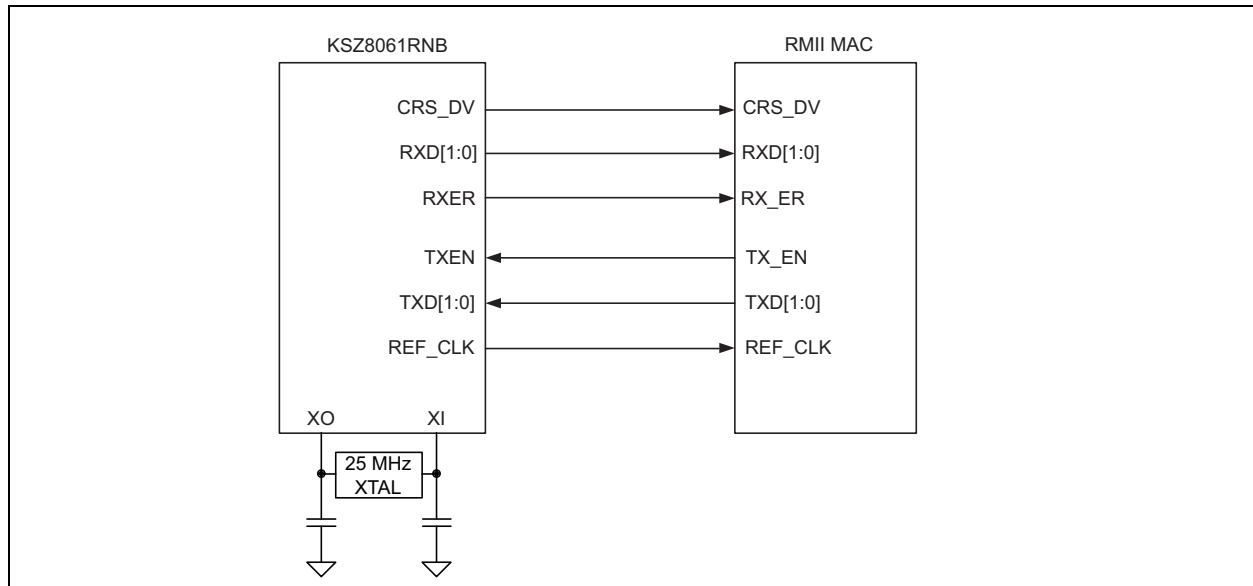 KSZ8061RNB RMII MAC
CRS_DV CRS_DV
RXD[1:0] RXD[1:0]
RXER RX_ER
TXEN TX_EN
TXD[1:0] TXD[1:0]
REF_CLK REF_CLK
XO XI
25 MHz
XTAL